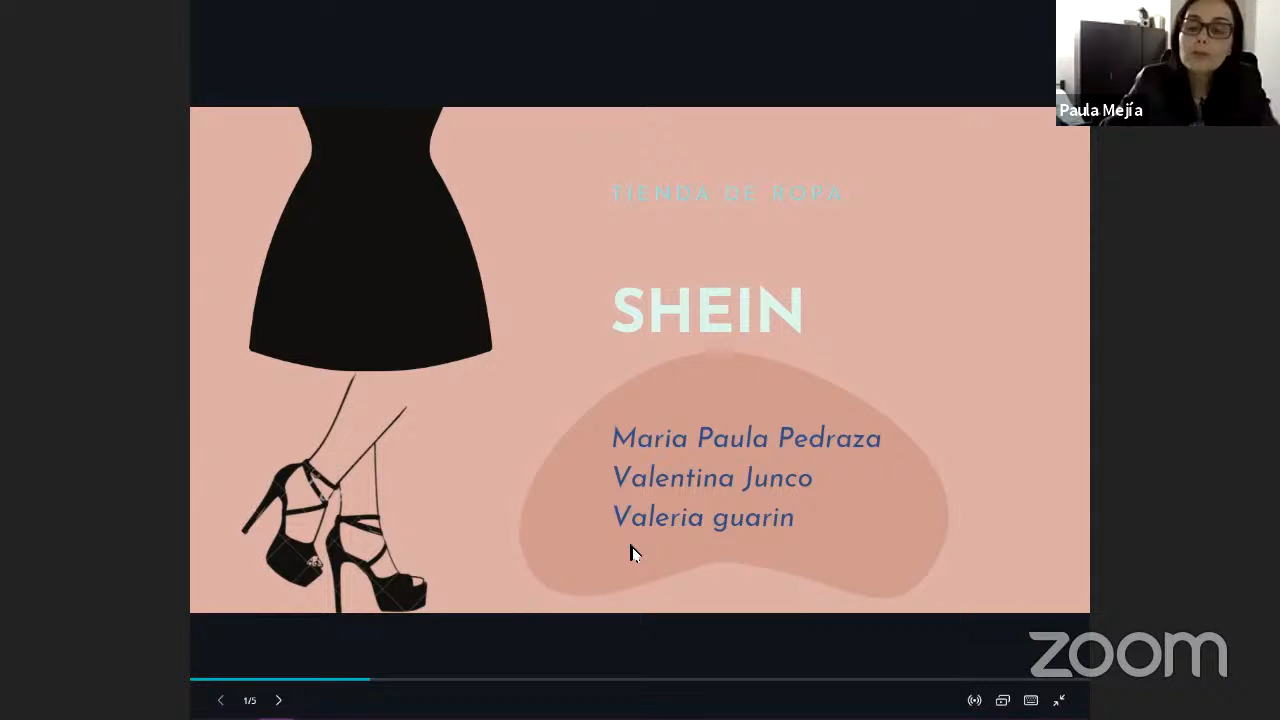 Paula Mejía
TIENDA DE ROPA
SHEIN
Maria Paula Pedraza
Valentina Junco
Valeria guarin
zoom
1/5